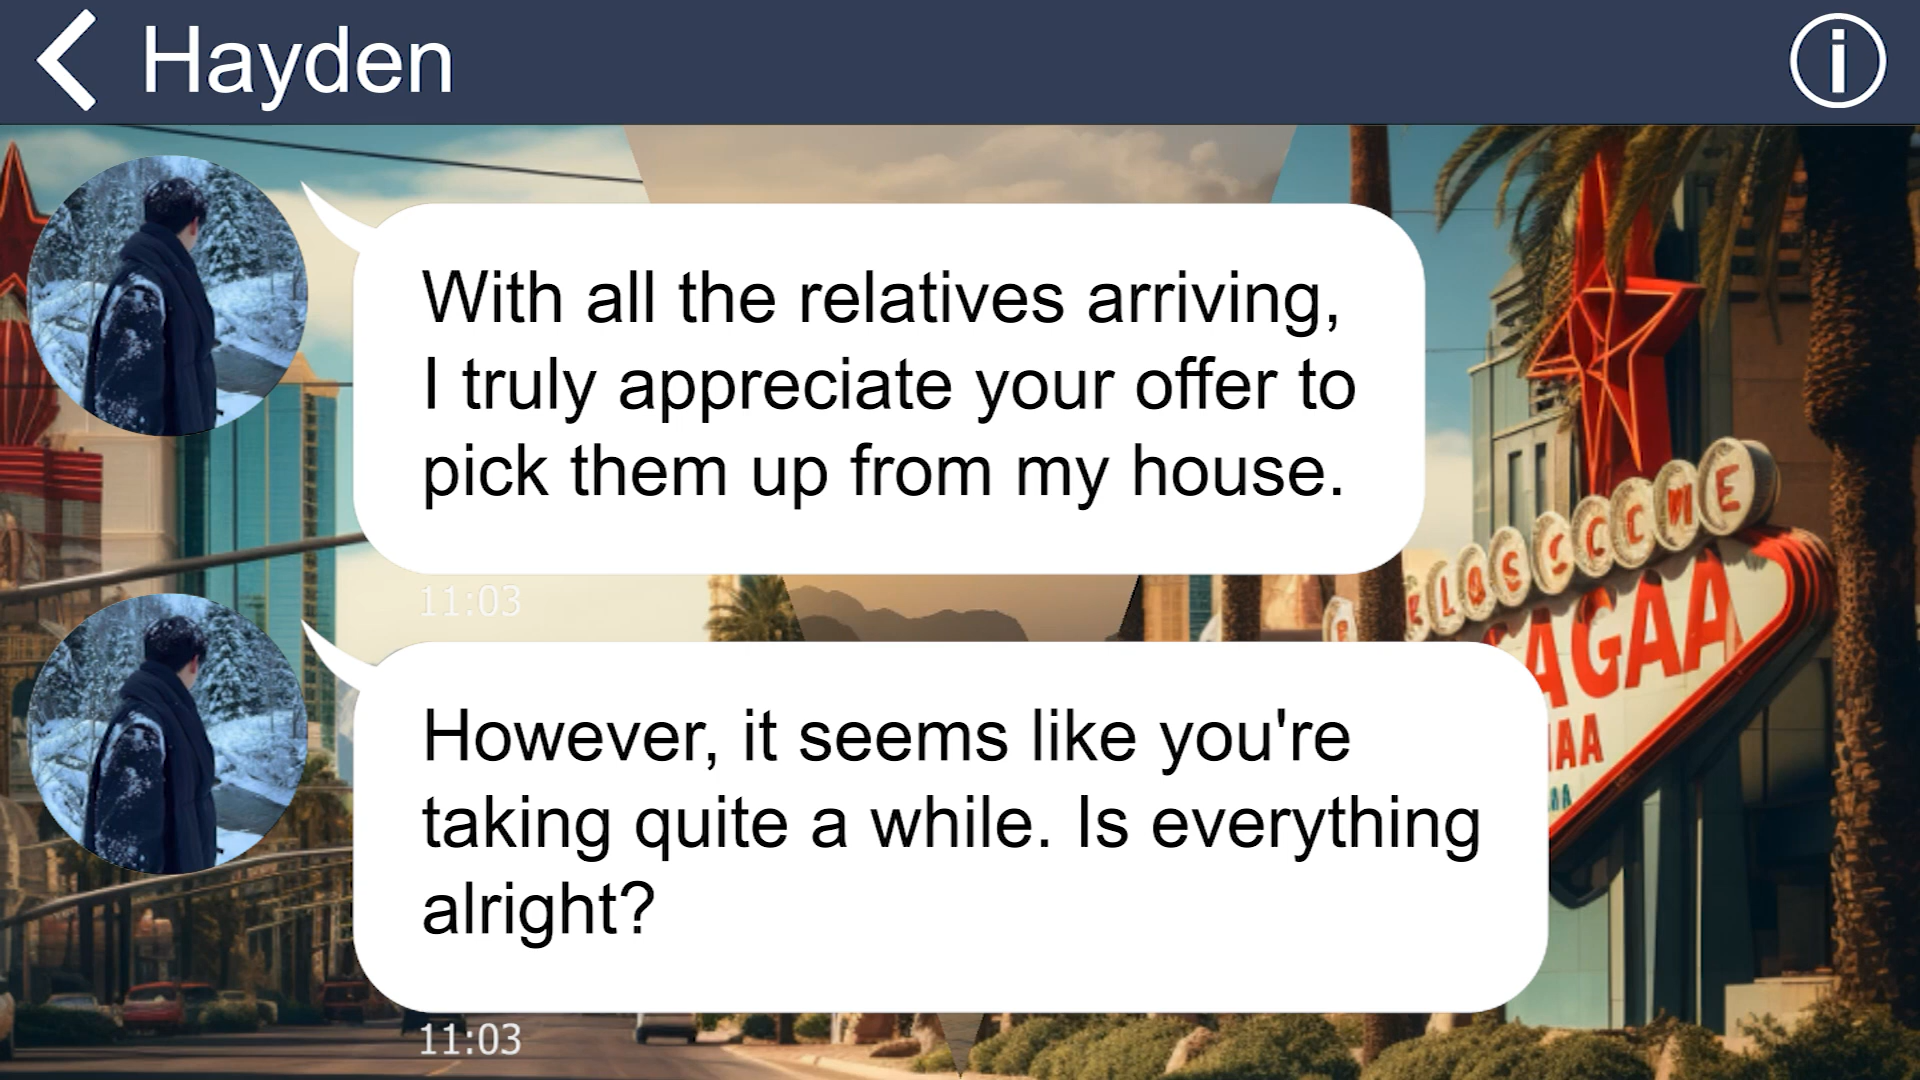 Hayden
With all the relatives arriving,
I truly appreciate your offer to
pick them up from my house.
11:03
However, it seems like you're
taking quite a while. Is everything
alright?
11:03
AGAA